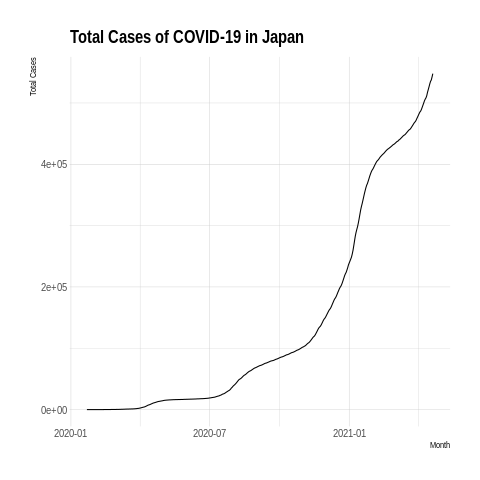 Total Cases of COVID-19 in Japan
Total Cases
4e+05
2e+05
0e+00
2020-01 2020-07 2021-01
Month